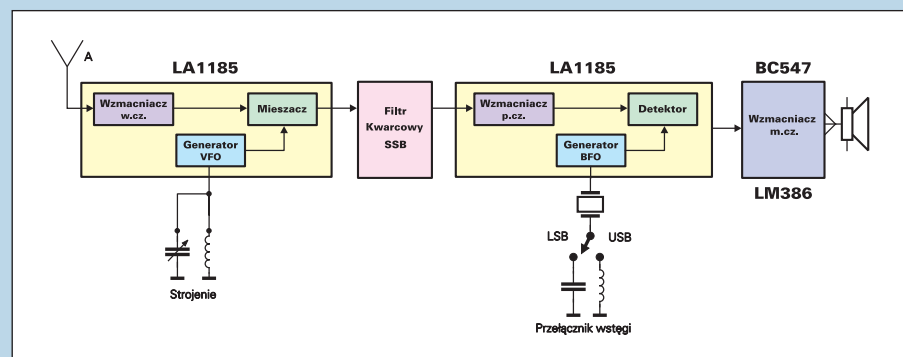 A
LA1185
Wzmacniacz
w.cz.
Mieszacz
Generator
VFO
Strojenie
Filtr
Kwarcowy
SSB
LA1185
Wzmacniacz
p.cz.
Detektor
Generator
BFO
LSB
USB
Przełącznik wstęgi
BC547
Wzmacniacz
m.cz.
LM386